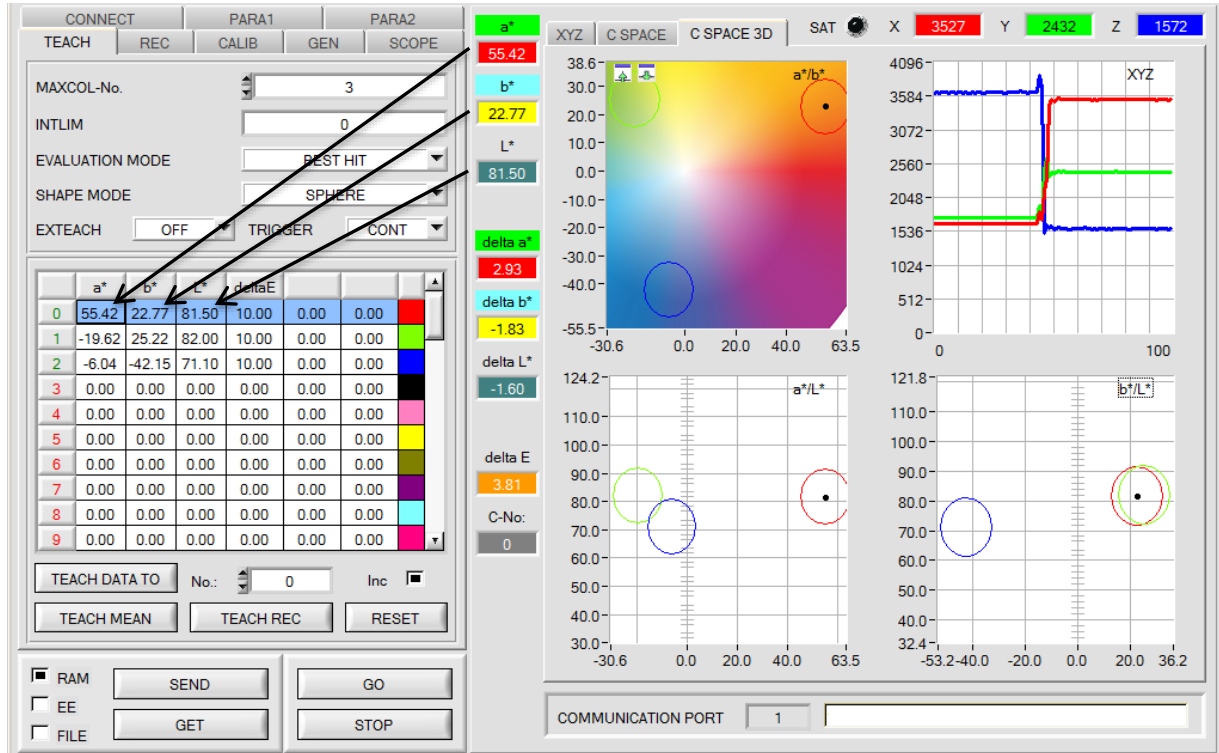 CONNECT PARA1 PARA2
TEACH REC CALIB GEN SCOPE
MAXCOL-No. 3
INTLIM 0
EVALUATION MODE BEST HIT
SHAPE MODE SPHERE
EXTEACH OFF TRIGGER CONT
a* b* L* deltaE
0 55.42 22.77 81.50 10.00 0.00 0.00
1 -19.62 25.22 82.00 10.00 0.00 0.00
2 -6.04 -42.15 71.10 10.00 0.00 0.00
3 0.00 0.00 0.00 0.00 0.00 0.00
4 0.00 0.00 0.00 0.00 0.00 0.00
5 0.00 0.00 0.00 0.00 0.00 0.00
6 0.00 0.00 0.00 0.00 0.00 0.00
7 0.00 0.00 0.00 0.00 0.00 0.00
8 0.00 0.00 0.00 0.00 0.00 0.00
9 0.00 0.00 0.00 0.00 0.00 0.00
TEACH DATA TO No.: 0 Inc
TEACH MEAN TEACH REC RESET
RAM
EE
FILE
SEND GO
GET STOP
a*
55.42
b*
22.77
L*
81.50
delta a*
2.93
delta b*
-1.83
delta L*
-1.60
delta E
3.81
C-No:
0
XYZ C SPACE C SPACE 3D SAT X 3527 Y 2432 Z 1572
a*/b*
38.6
30.0
20.0
10.0
0.0
-10.0
-20.0
-30.0
-40.0
-55.5
-30.6 0.0 20.0 40.0 63.5
XYZ
4096
3584
3072
2560
2048
1536
1024
512
0
0 100
a*/L*
124.2
110.0
100.0
90.0
80.0
70.0
60.0
50.0
40.0
30.0
-30.6 0.0 20.0 40.0 63.5
b*/L*
121.8
110.0
100.0
90.0
80.0
70.0
60.0
50.0
40.0
32.4
-53.2 -40.0 -20.0 0.0 20.0 36.2
COMMUNICATION PORT 1